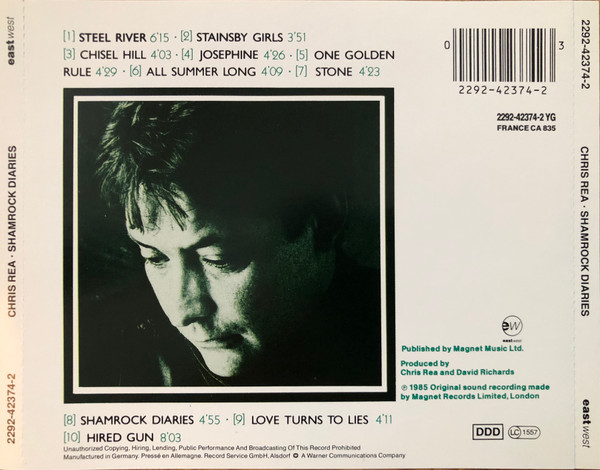 [1] STEEL RIVER 6'15 · [2] STAINSBY GIRLS 3'51
[3] CHISEL HILL 4'03 · [4] JOSEPHINE 4'26 · [5] ONE GOLDEN
RULE 4'29 · [6] ALL SUMMER LONG 4'09 · [7] STONE 4'23
0 3
2292-42374-2
2292-42374-2 YG
FRANCE CA 835
ew
eastwest
Published by Magnet Music Ltd.
Produced by
Chris Rea and David Richards
℗ 1985 Original sound recording made
by Magnet Records Limited, London
[8] SHAMROCK DIARIES 4'55 · [9] LOVE TURNS TO LIES 4'11
[10] HIRED GUN 8'03
Unauthorized Copying, Hiring, Lending, Public Performance And Broadcasting Of This Record Prohibited
Manufactured in Germany. Pressé en Allemagne. Record Service GmbH, Alsdorf · A Warner Communications Company
DDD LC 1557
eastwest
CHRIS REA · SHAMROCK DIARIES
2292-42374-2
2292-42374-2
CHRIS REA · SHAMROCK DIARIES
eastwest